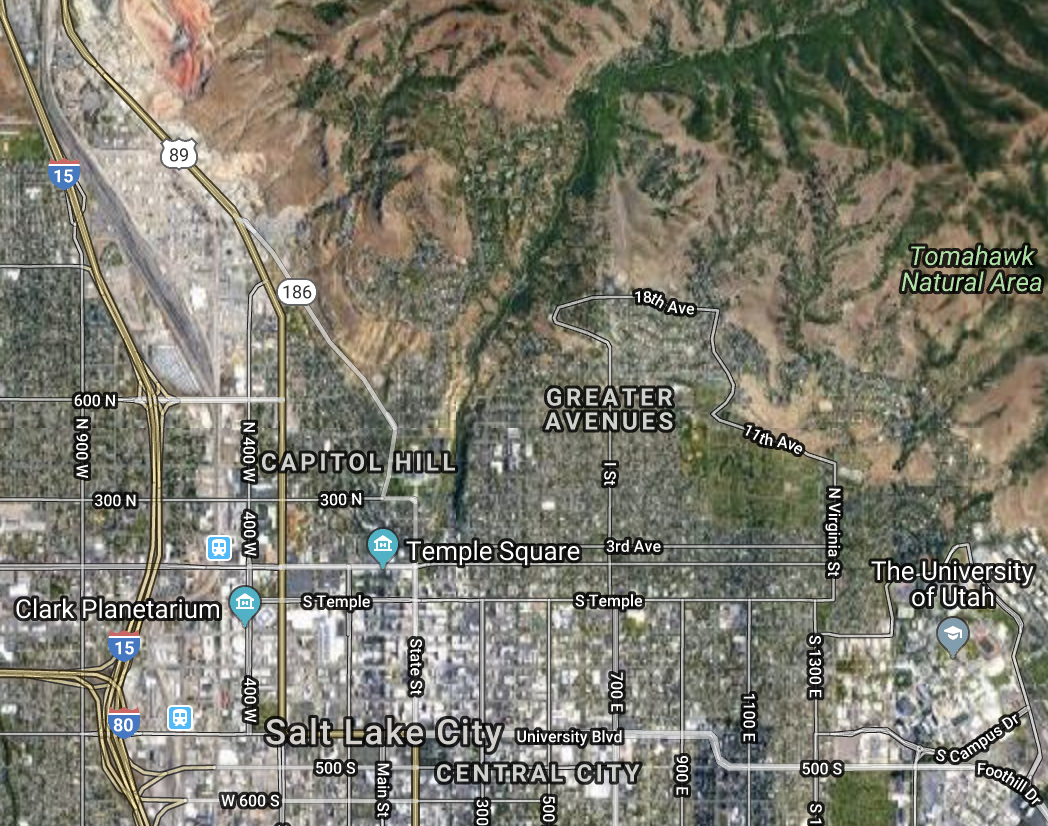 89
15
Tomahawk
Natural Area
186
18th Ave
GREATER
AVENUES
600 N
N 900 W
N 400 W
11th Ave
CAPITOL HILL
I St
300 N
300 N
N Virginia St
400 W
Temple Square
3rd Ave
The University
of Utah
Clark Planetarium
S Temple
S Temple
15
State St
S 1300 E
400 W
700 E
1100 E
80
Salt Lake City
University Blvd
S Campus Dr
500 S
CENTRAL CITY
900 E
500 S
Foothill Dr
Main St
W 600 S
300
500
S 1